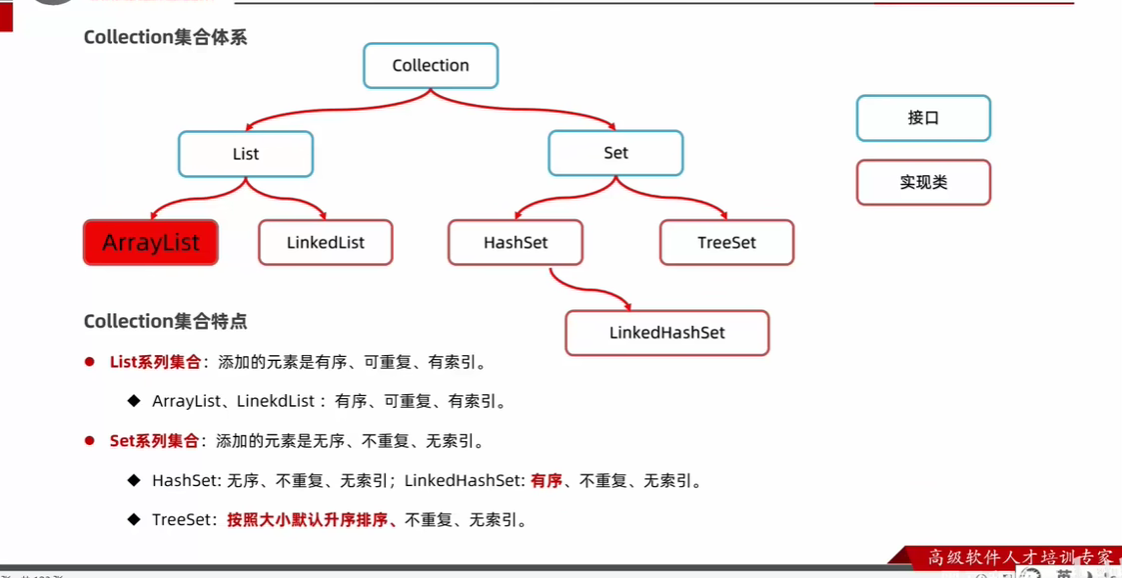 Collection集合体系
Collection
List
Set
接口
实现类
ArrayList
LinkedList
HashSet
TreeSet
LinkedHashSet
Collection集合特点
List系列集合：添加的元素是有序、可重复、有索引。
ArrayList、LinekdList ：有序、可重复、有索引。
Set系列集合：添加的元素是无序、不重复、无索引。
HashSet: 无序、不重复、无索引；LinkedHashSet: 有序、不重复、无索引。
TreeSet：按照大小默认升序排序、不重复、无索引。
高级软件人才培训专家
英